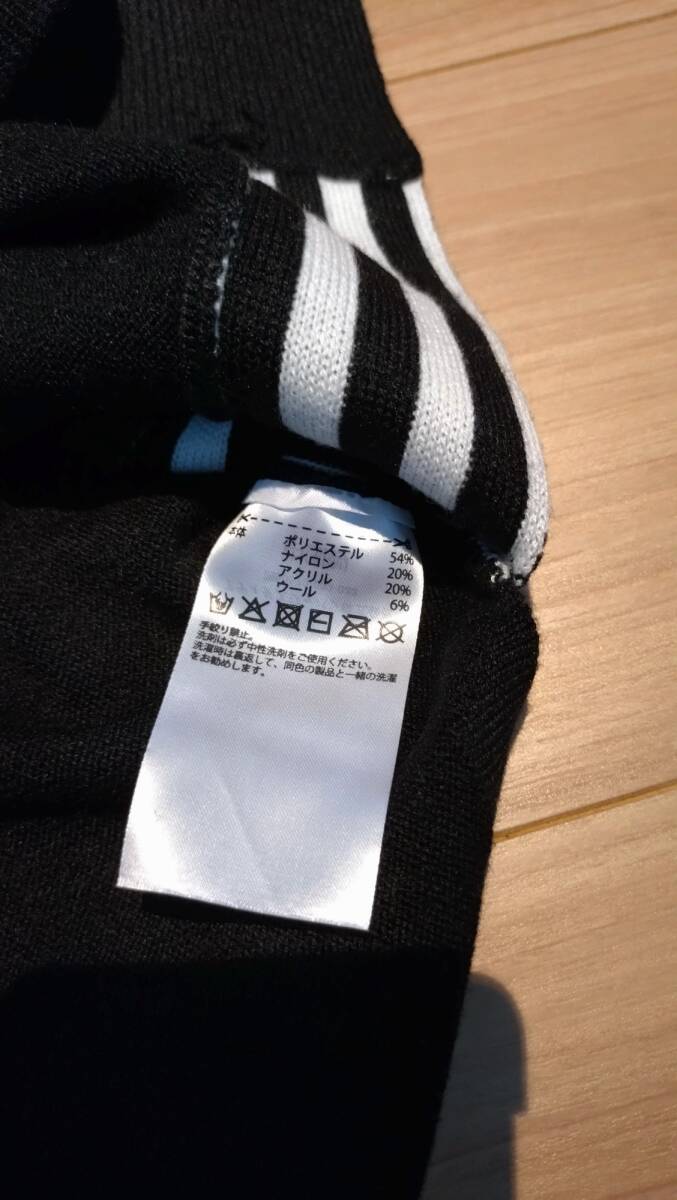 本体
ポリエステル 54%
ナイロン 20%
アクリル 20%
ウール 6%
手絞り禁止。
洗剤は必ず中性洗剤をご使用ください。
洗濯時は裏返して、同色の製品と一緒の洗濯
をお勧めします。